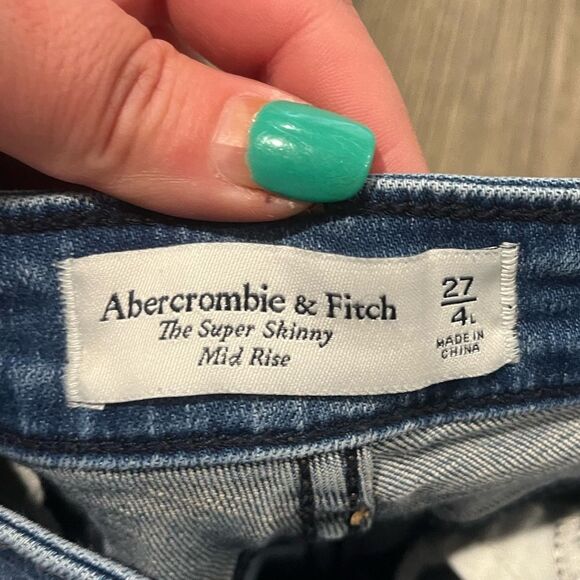 Abercrombie & Fitch
The Super Skinny
Mid Rise
27
4L
MADE IN
CHINA